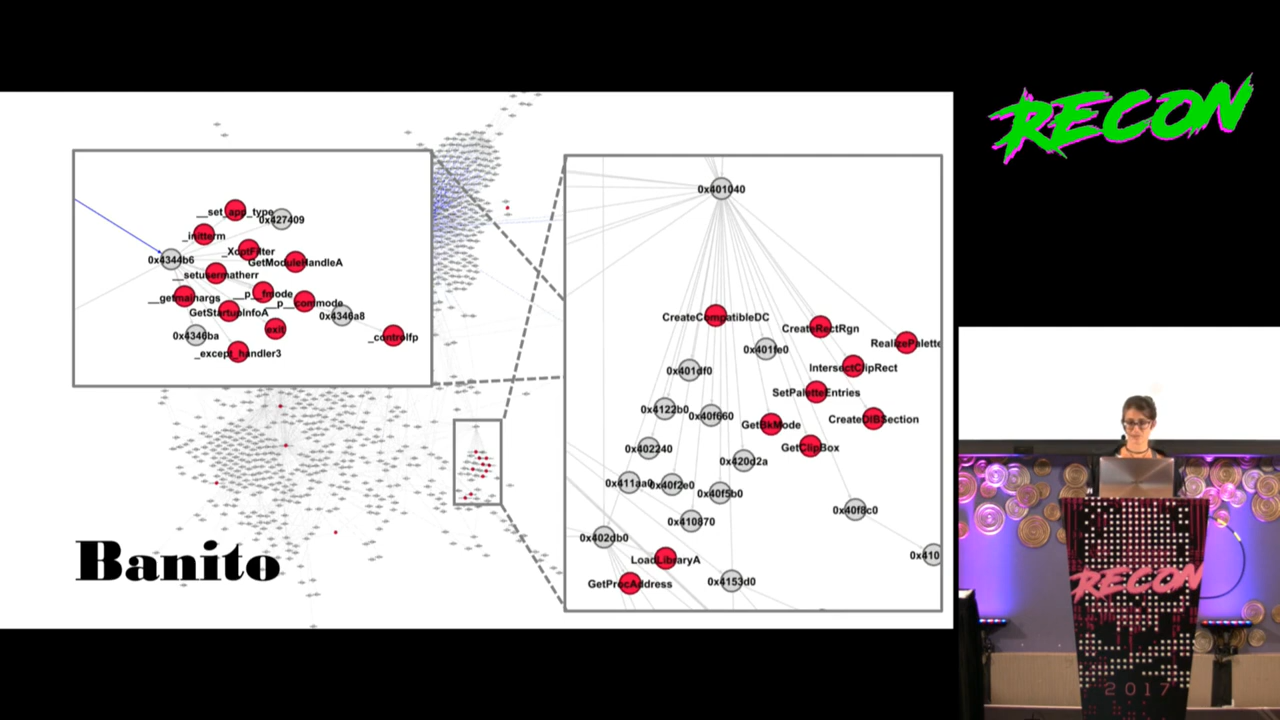 RECON
__set_app_type
0x427409
_initterm
_XcptFilter
0x4344b6
GetModuleHandleA
__setusermatherr
__getmainargs
__p__fmode
__p__commode
GetStartupInfoA
0x4346a8
exit
0x4346ba
_controlfp
_except_handler3
0x401040
CreateCompatibleDC
CreateRectRgn
RealizePalette
0x401fe0
0x401df0
IntersectClipRect
SetPaletteEntries
0x4122b0
0x40f660
CreateDIBSection
GetBkMode
GetClipBox
0x402240
0x420d2a
0x411aa0
0x40f2e0
0x40f5b0
0x40f8c0
0x410870
0x402db0
0x410
LoadLibraryA
GetProcAddress
0x4153d0
Banito
RECON
2017